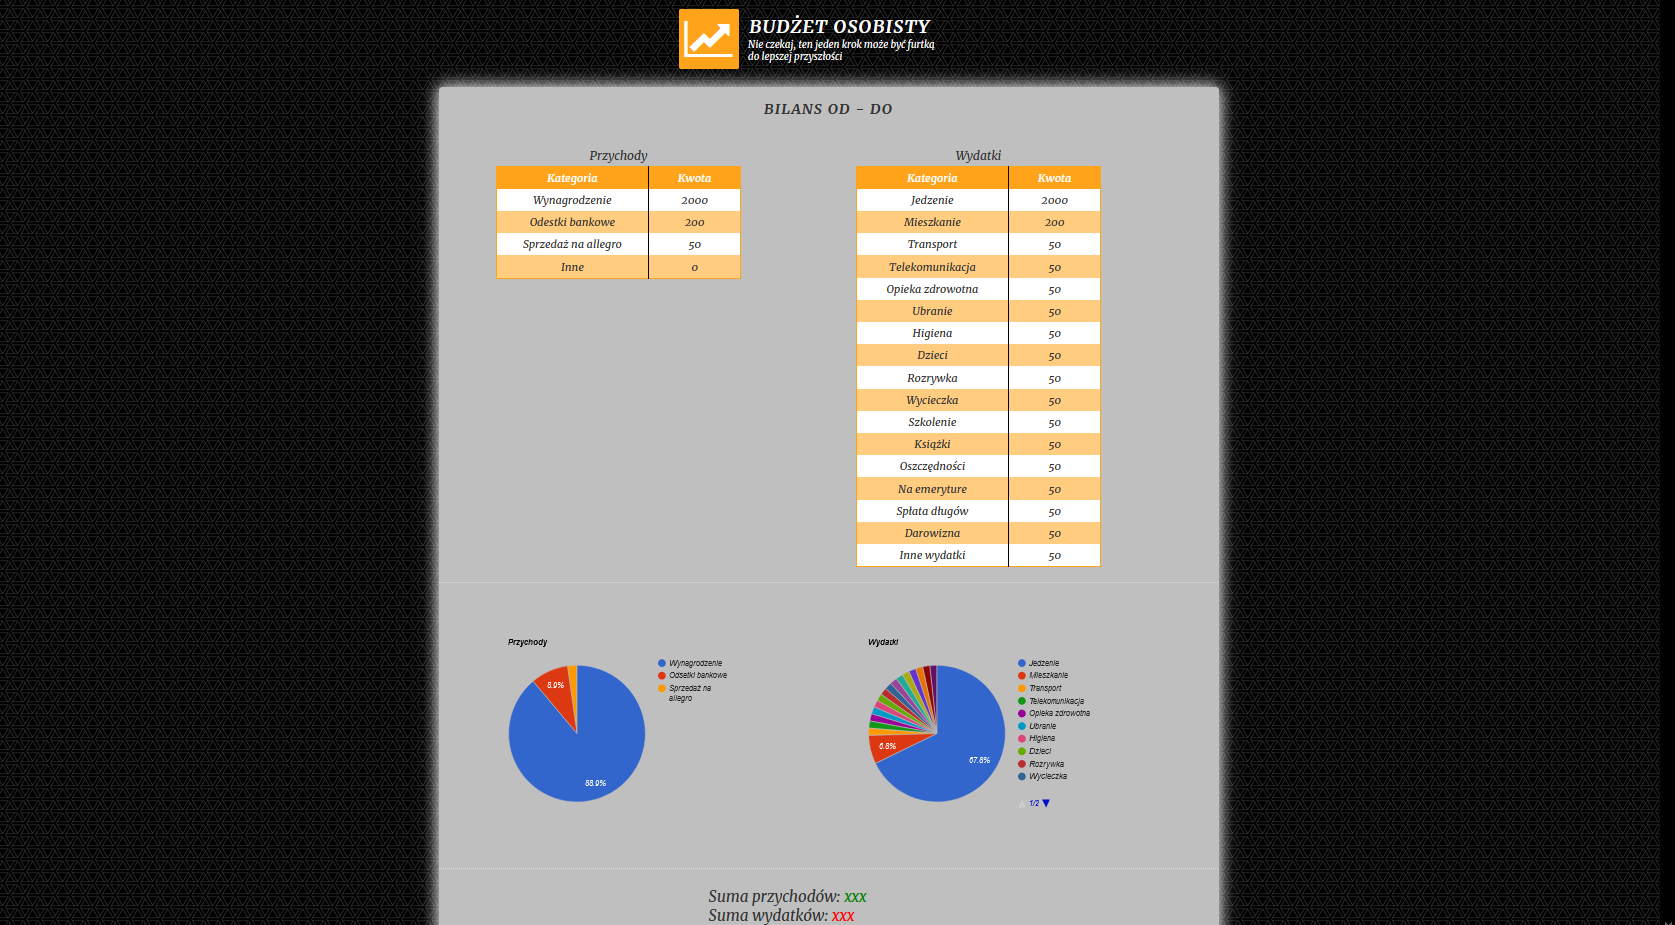 BUDŻET OSOBISTY
Nie czekaj, ten jeden krok może być furtką
do lepszej przyszłości
BILANS OD – DO
Przychody
Kategoria Kwota
Wynagrodzenie 2000
Odestki bankowe 200
Sprzedaż na allegro 50
Inne 0
Wydatki
Kategoria Kwota
Jedzenie 2000
Mieszkanie 200
Transport 50
Telekomunikacja 50
Opieka zdrowotna 50
Ubranie 50
Higiena 50
Dzieci 50
Rozrywka 50
Wycieczka 50
Szkolenie 50
Książki 50
Oszczędności 50
Na emeryture 50
Spłata długów 50
Darowizna 50
Inne wydatki 50
Przychody
8.9%
88.9%
Wynagrodzenie
Odsetki bankowe
Sprzedaż na
allegro
Wydatki
6.8%
67.8%
Jedzenie
Mieszkanie
Transport
Telekomunikacja
Opieka zdrowotna
Ubranie
Higiena
Dzieci
Rozrywka
Wycieczka
1/2
Suma przychodów: xxx
Suma wydatków: xxx